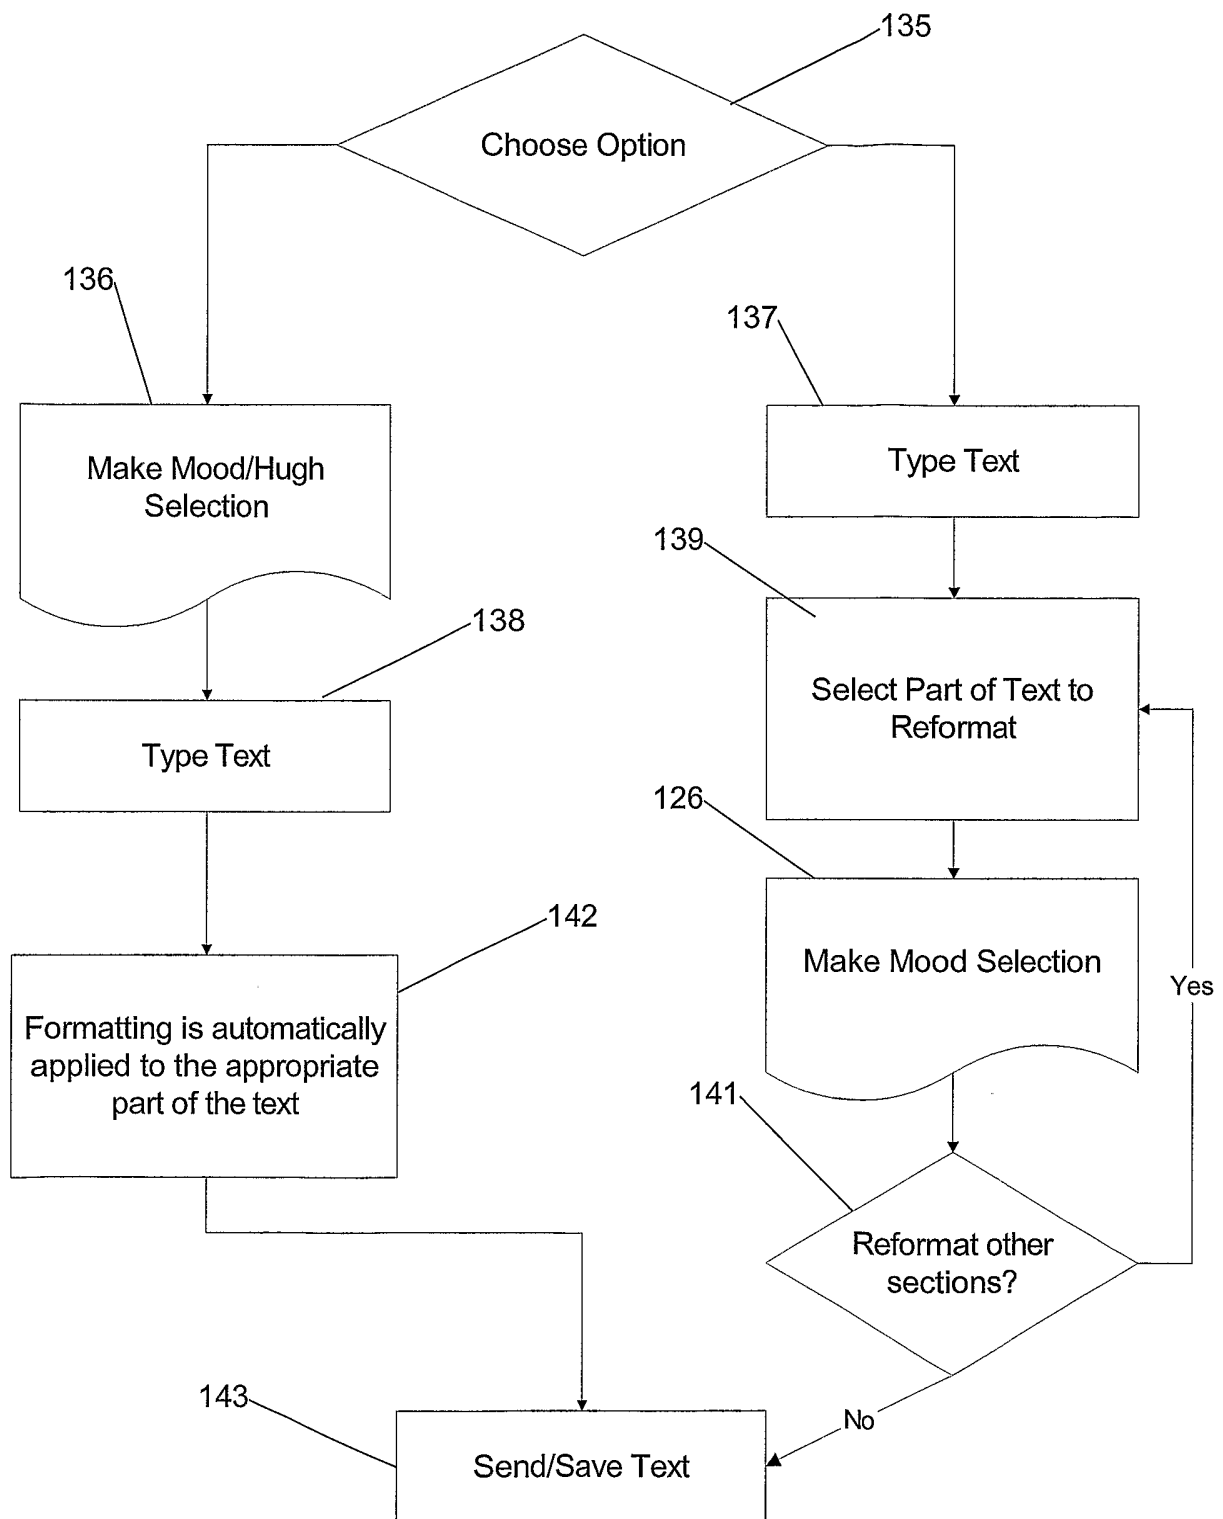 135
Choose Option
136
137
Make Mood/Hugh
Selection
Type Text
139
138
Select Part of Text to
Reformat
Type Text
126
142
Make Mood Selection
Yes
Formatting is automatically
applied to the appropriate
part of the text
141
Reformat other
sections?
143
No
Send/Save Text